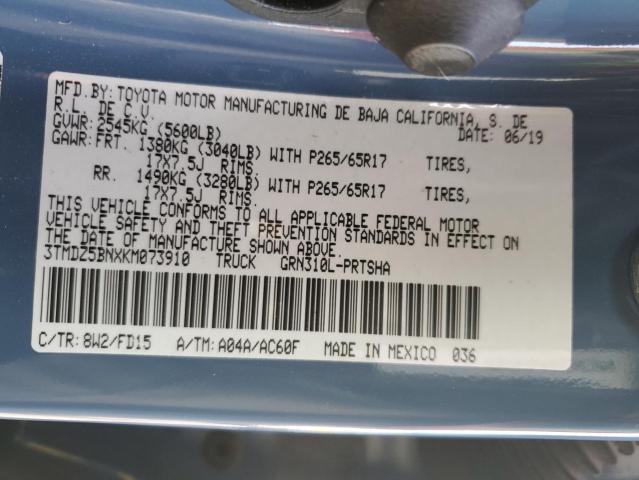 MFD. BY: TOYOTA MOTOR MANUFACTURING DE BAJA CALIFORNIA, S. DE
R.L. DE C.V. DATE: 06/19
GVWR: 2545KG (5600LB)
GAWR: FRT. 1380KG (3040LB) WITH P265/65R17 TIRES,
17X7.5J RIMS.
RR. 1490KG (3280LB) WITH P265/65R17 TIRES,
17X7.5J RIMS.
THIS VEHICLE CONFORMS TO ALL APPLICABLE FEDERAL MOTOR
VEHICLE SAFETY AND THEFT PREVENTION STANDARDS IN EFFECT ON
THE DATE OF MANUFACTURE SHOWN ABOVE.
3TMDZ5BNXKM073910 TRUCK GRN310L-PRTSHA
C/TR: 8W2/FD15 A/TM: A04A/AC60F MADE IN MEXICO 036